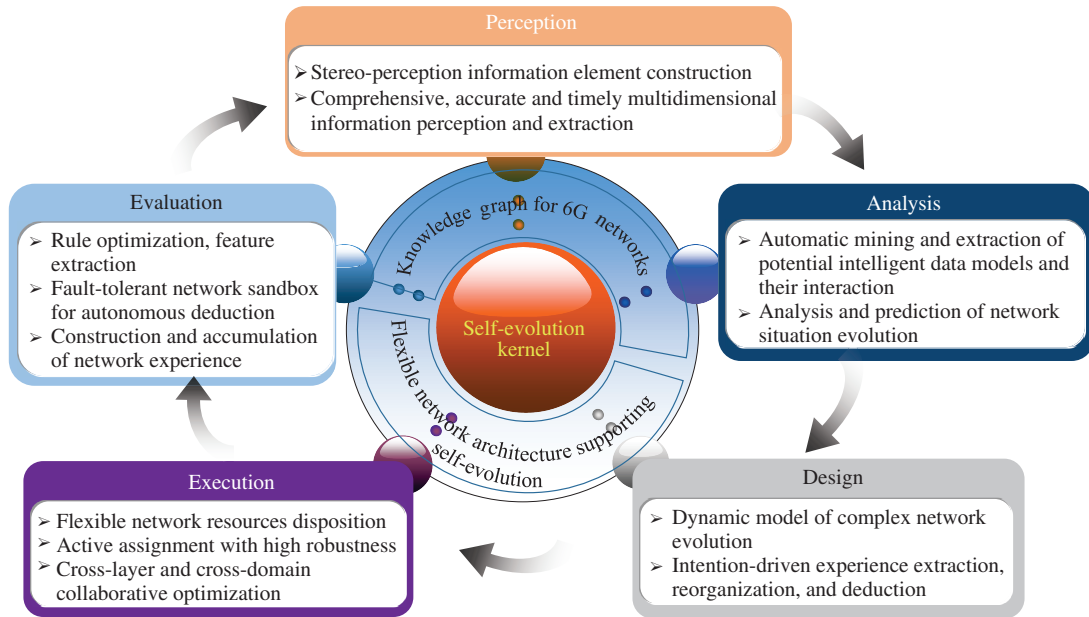 Perception
➢ Stereo-perception information element construction
➢ Comprehensive, accurate and timely multidimensional
information perception and extraction
Evaluation
➢ Rule optimization, feature
extraction
➢ Fault-tolerant network sandbox
for autonomous deduction
➢ Construction and accumulation
of network experience
Knowledge graph for 6G networks
Self-evolution
kernel
Flexible network architecture supporting
self-evolution
Analysis
➢ Automatic mining and extraction of
potential intelligent data models and
their interaction
➢ Analysis and prediction of network
situation evolution
Execution
➢ Flexible network resources disposition
➢ Active assignment with high robustness
➢ Cross-layer and cross-domain
collaborative optimization
Design
➢ Dynamic model of complex network
evolution
➢ Intention-driven experience extraction,
reorganization, and deduction